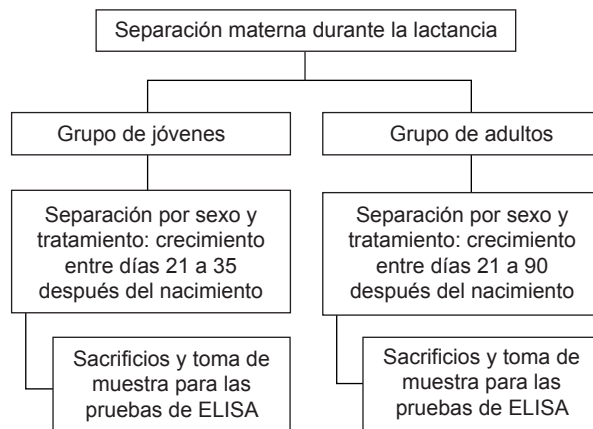 Separación materna durante la lactancia
Grupo de jóvenes
Separación por sexo y
tratamiento: crecimiento
entre días 21 a 35
después del nacimiento
Sacrificios y toma de
muestra para las
pruebas de ELISA
Grupo de adultos
Separación por sexo y
tratamiento: crecimiento
entre días 21 a 90
después del nacimiento
Sacrificios y toma de
muestra para las
pruebas de ELISA